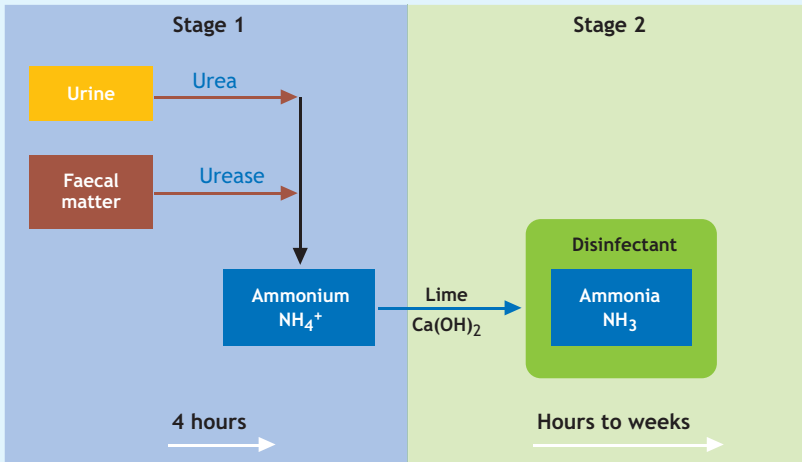 Stage 1
Stage 2
Urine
Urea
Faecal
matter
Urease
Ammonium
NH₄⁺
Lime
Ca(OH)₂
Disinfectant
Ammonia
NH₃
4 hours
Hours to weeks